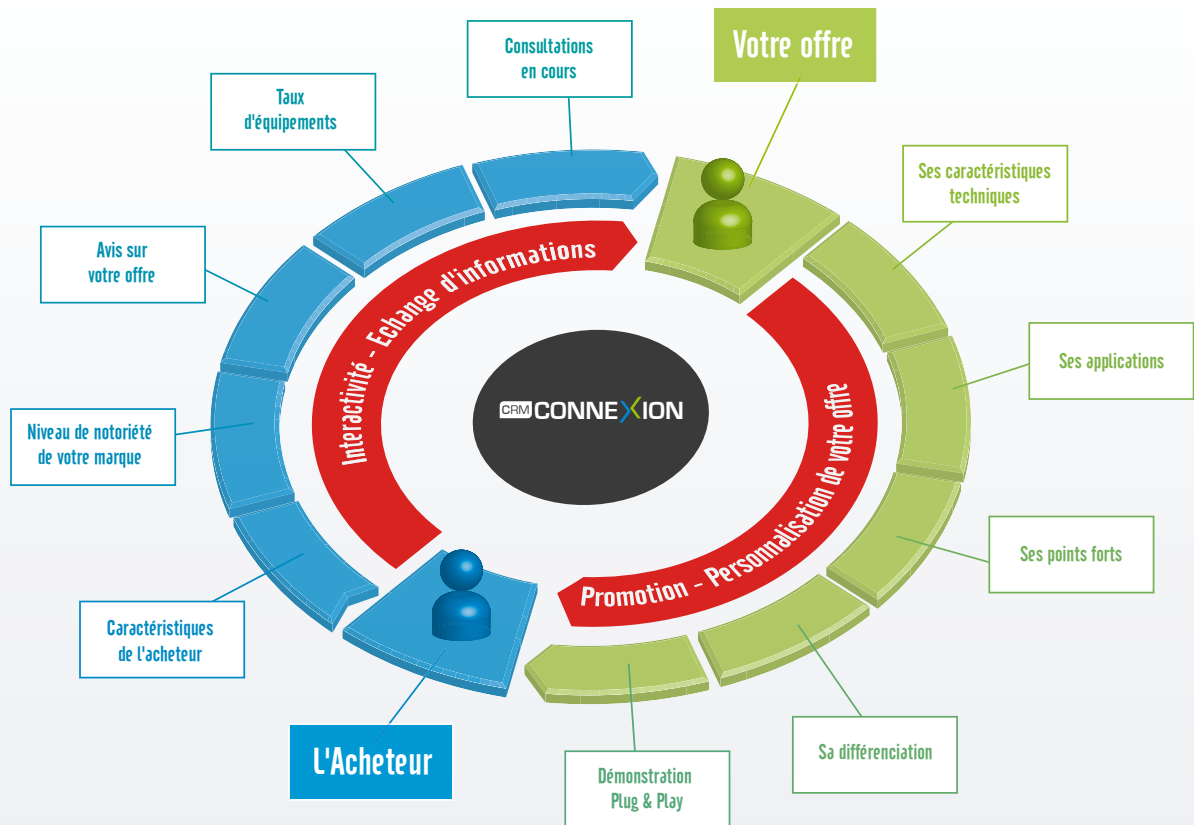 Consultations
en cours
Votre offre
Taux
d'équipements
Ses caractéristiques
techniques
Avis sur
votre offre
Interactivité - Echange d'informations
Ses applications
CRM CONNEXION
Niveau de notoriété
de votre marque
Promotion - Personnalisation de votre offre
Ses points forts
Caractéristiques
de l'acheteur
Sa différenciation
L'Acheteur
Démonstration
Plug & Play